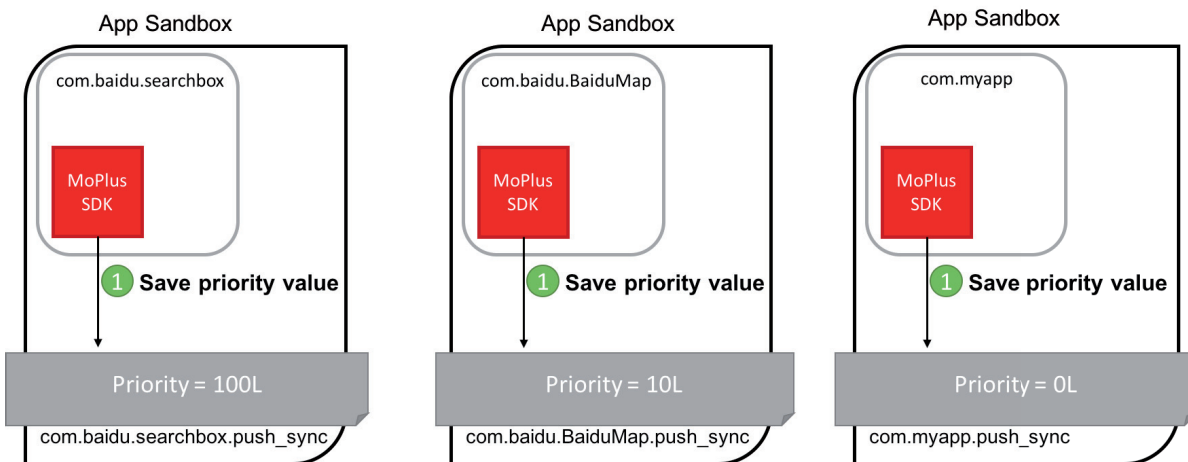 App Sandbox
com.baidu.searchbox
MoPlus
SDK
1 Save priority value
Priority = 100L
com.baidu.searchbox.push_sync
App Sandbox
com.baidu.BaiduMap
MoPlus
SDK
1 Save priority value
Priority = 10L
com.baidu.BaiduMap.push_sync
App Sandbox
com.myapp
MoPlus
SDK
1 Save priority value
Priority = 0L
com.myapp.push_sync